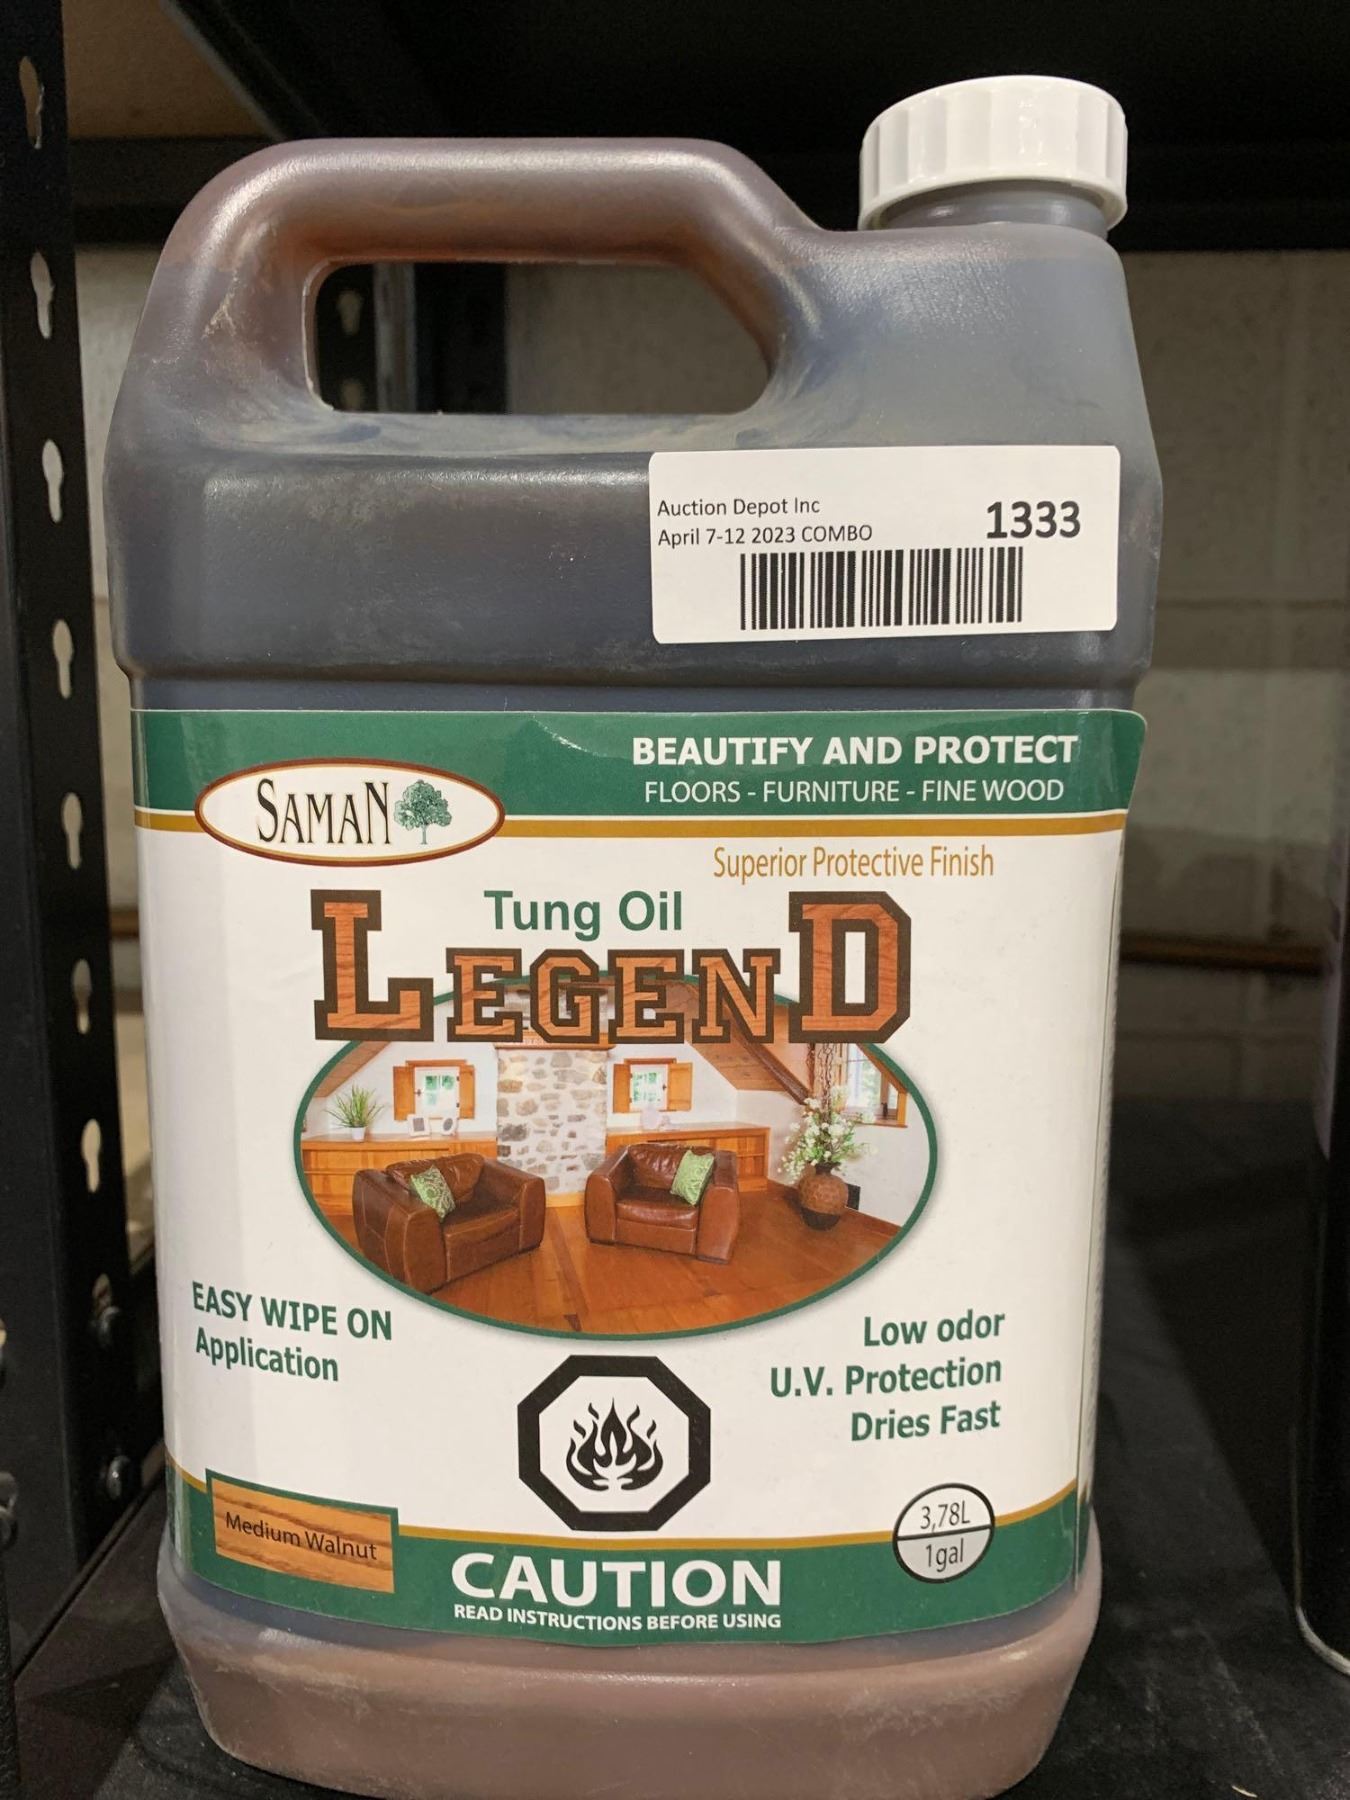 Auction Depot Inc
April 7-12 2023 COMBO
1333
BEAUTIFY AND PROTECT
FLOORS - FURNITURE - FINE WOOD
SAMAN
Superior Protective Finish
Tung Oil
LEGEND
EASY WIPE ON
Application
Low odor
U.V. Protection
Dries Fast
Medium Walnut
3,78L
1gal
CAUTION
READ INSTRUCTIONS BEFORE USING